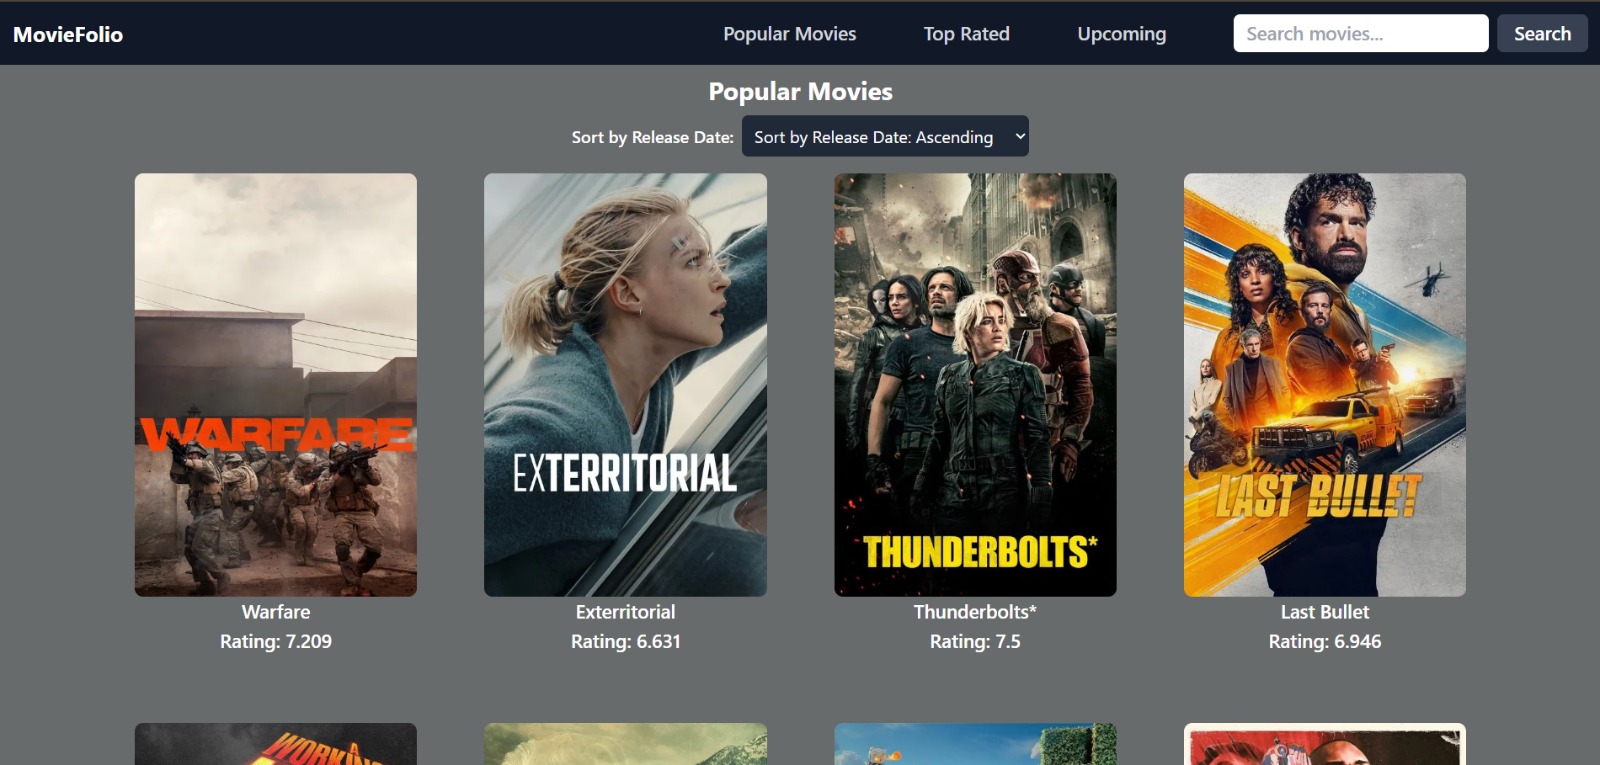 MovieFolio
Popular Movies
Top Rated
Upcoming
Search movies...
Search
Popular Movies
Sort by Release Date:
Sort by Release Date: Ascending
WARFARE
EXTERRITORIAL
THUNDERBOLTS*
LAST BULLET
Warfare
Exterritorial
Thunderbolts*
Last Bullet
Rating: 7.209
Rating: 6.631
Rating: 7.5
Rating: 6.946
A
WORKING